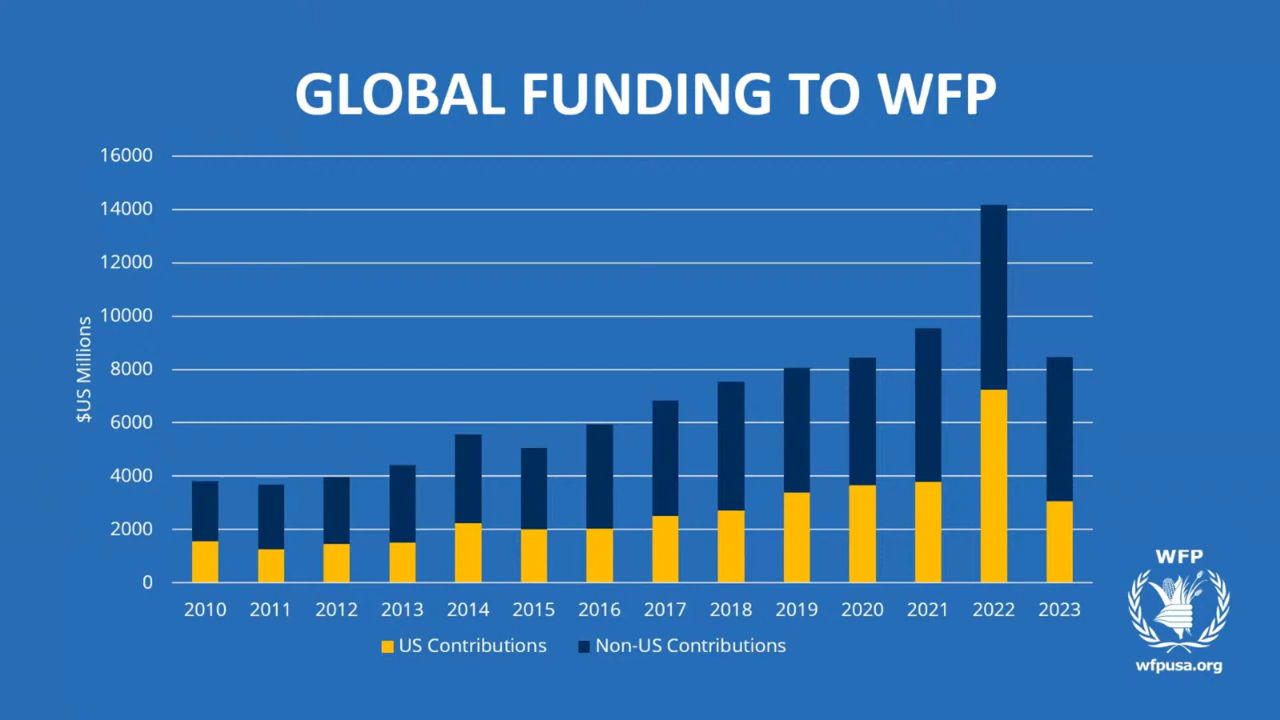 GLOBAL FUNDING TO WFP
16000
14000
12000
10000
8000
6000
4000
2000
0
$US Millions
2010 2011 2012 2013 2014 2015 2016 2017 2018 2019 2020 2021 2022 2023
US Contributions Non-US Contributions
WFP
wfpusa.org